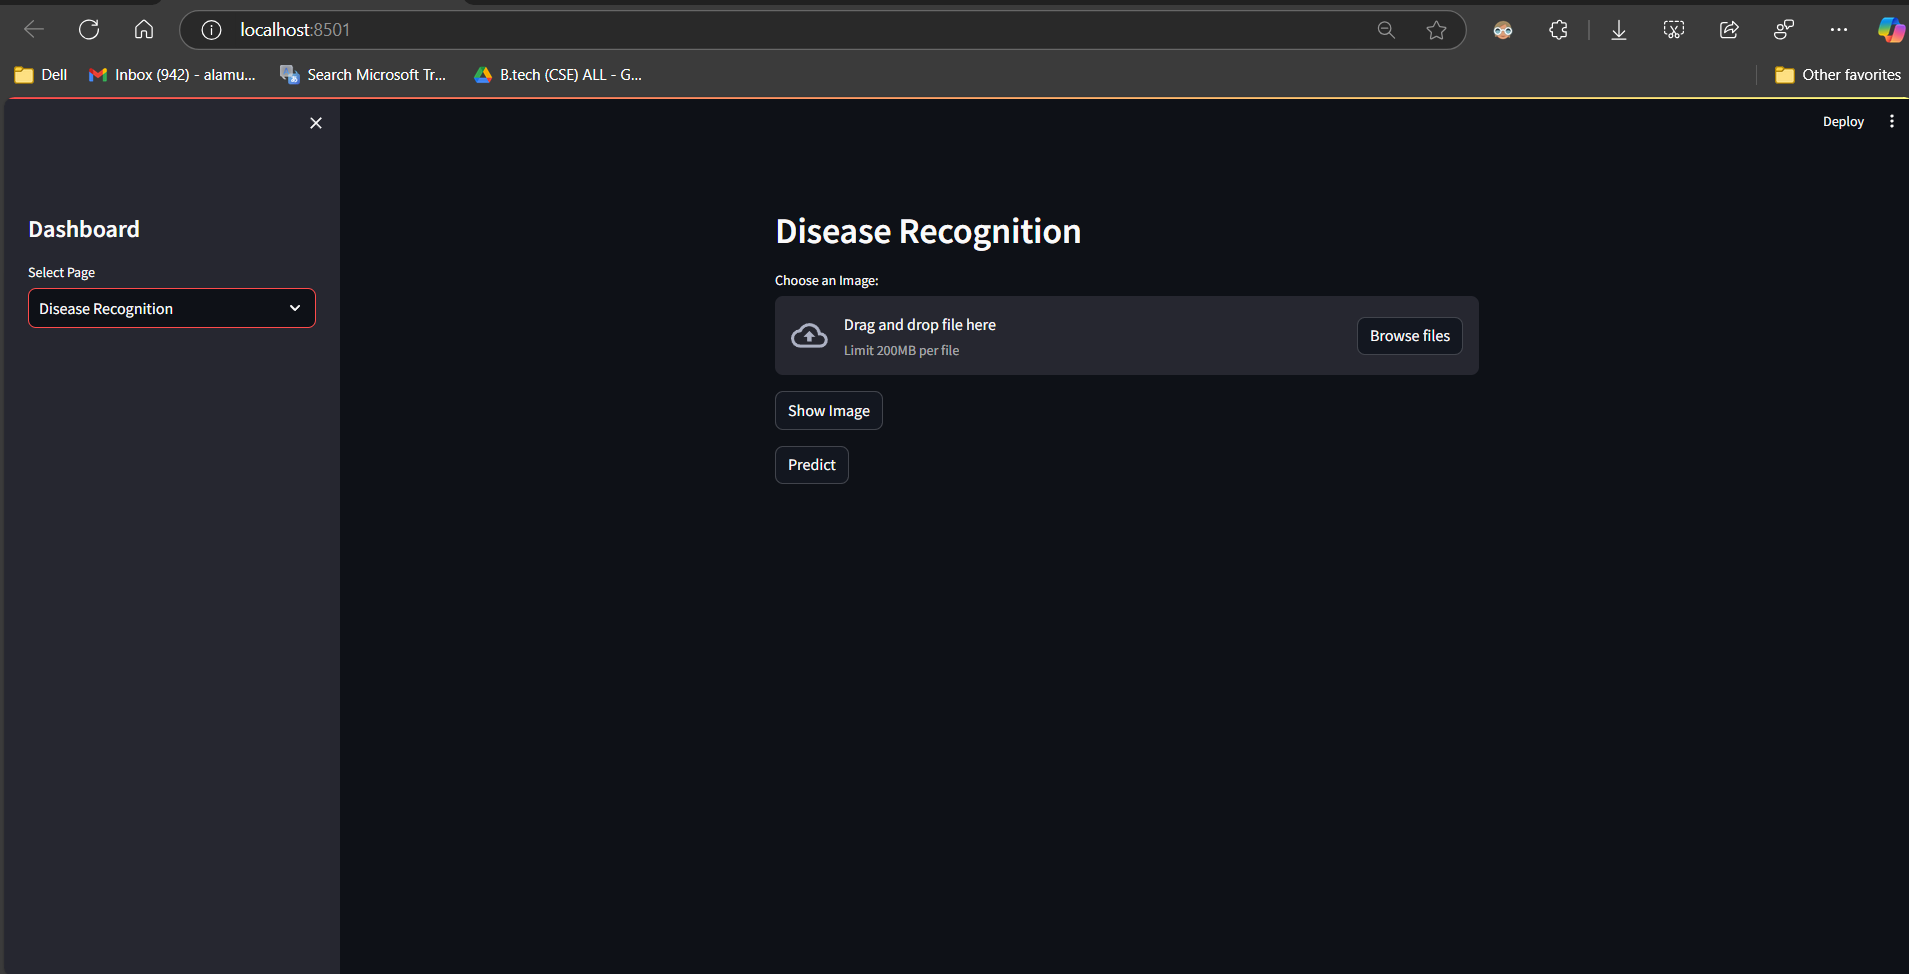 localhost:8501
Dell Inbox (942) - alamu... Search Microsoft Tr... B.tech (CSE) ALL - G... Other favorites
Deploy
Dashboard
Select Page
Disease Recognition
Disease Recognition
Choose an Image:
Drag and drop file here
Limit 200MB per file
Browse files
Show Image
Predict